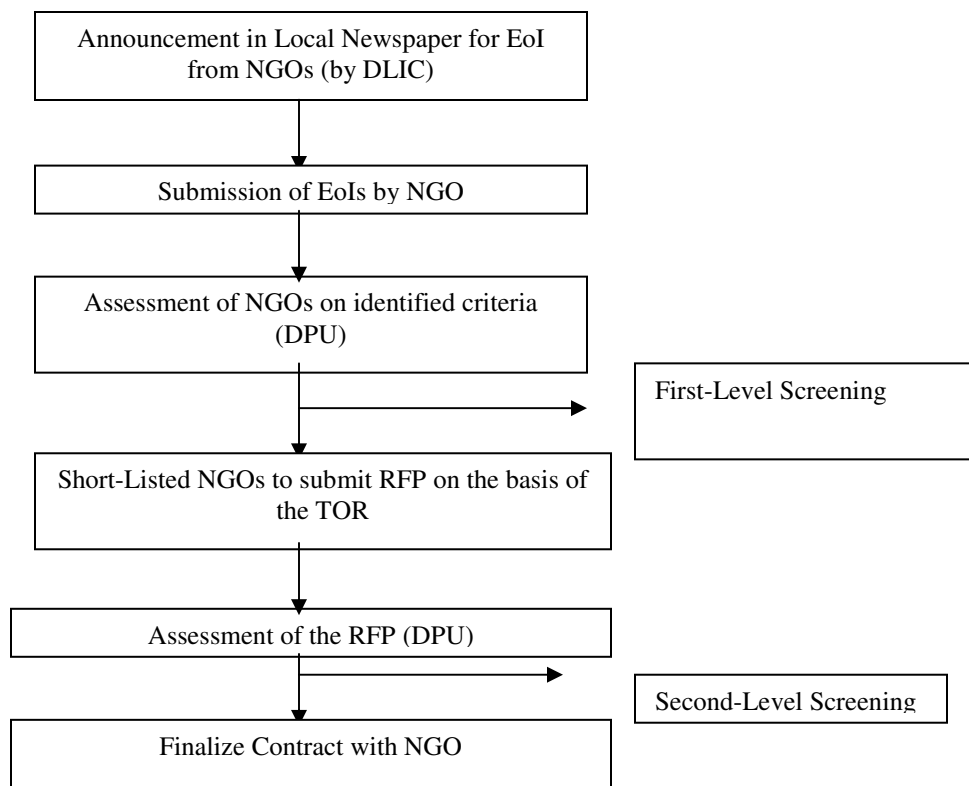 Announcement in Local Newspaper for EoI
from NGOs (by DLIC)
Submission of EoIs by NGO
Assessment of NGOs on identified criteria
(DPU)
First-Level Screening
Short-Listed NGOs to submit RFP on the basis of
the TOR
Assessment of the RFP (DPU)
Second-Level Screening
Finalize Contract with NGO